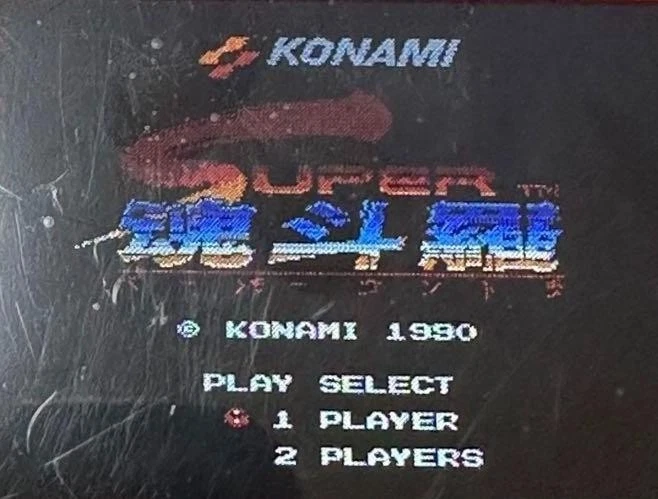 KONAMI
SUPER
魂斗羅
© KONAMI 1990
PLAY SELECT
1 PLAYER
2 PLAYERS